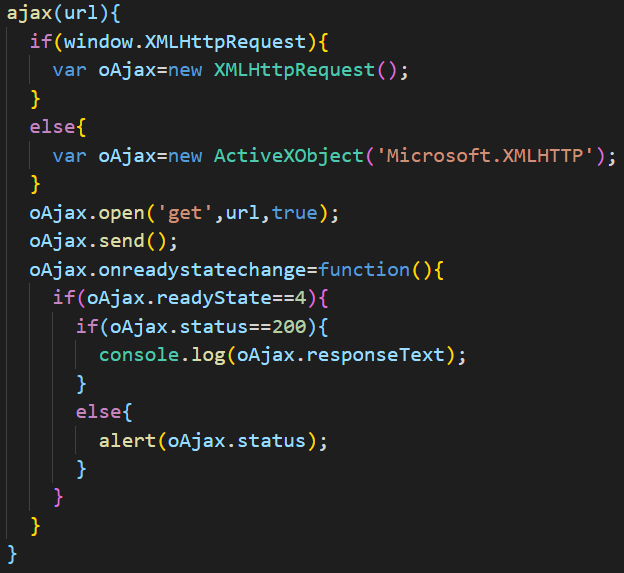 ajax(url){
  if(window.XMLHttpRequest){
    var oAjax=new XMLHttpRequest();
  }
  else{
    var oAjax=new ActiveXObject('Microsoft.XMLHTTP');
  }
  oAjax.open('get',url,true);
  oAjax.send();
  oAjax.onreadystatechange=function(){
    if(oAjax.readyState==4){
      if(oAjax.status==200){
        console.log(oAjax.responseText);
      }
      else{
        alert(oAjax.status);
      }
    }
  }
}